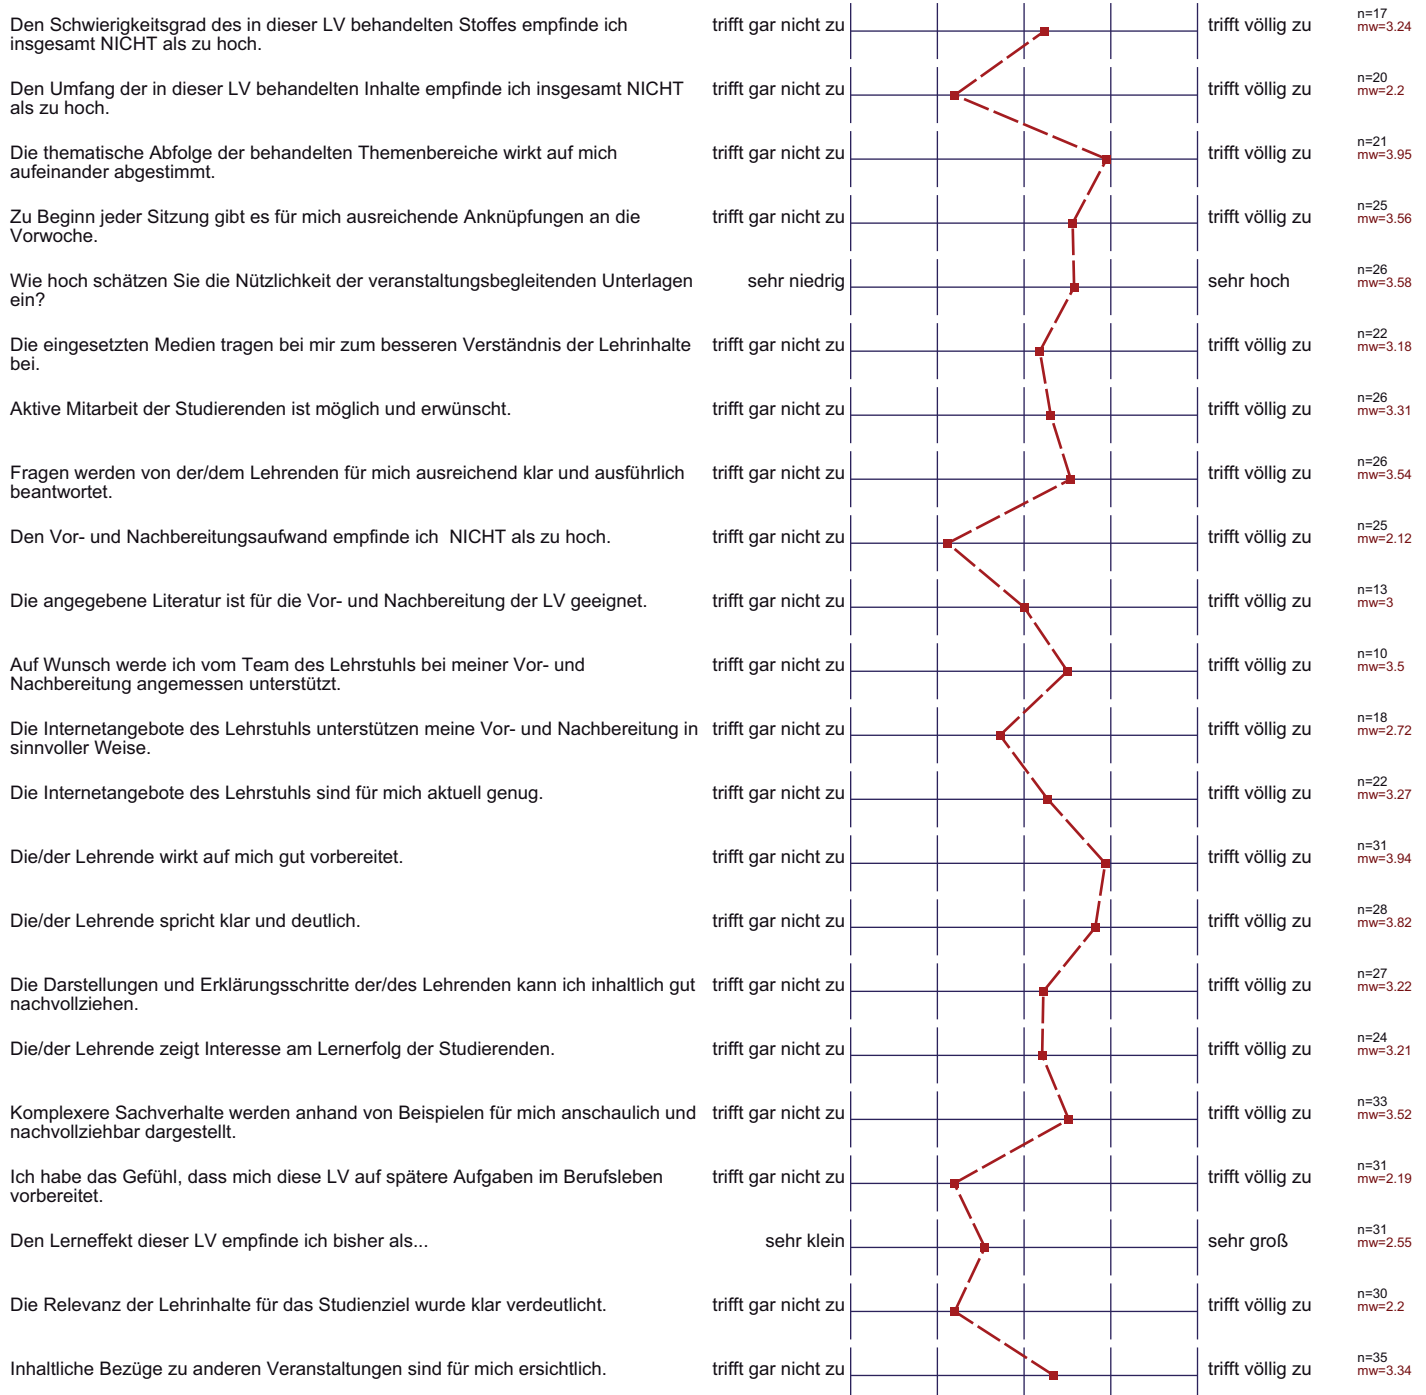 Den Schwierigkeitsgrad des in dieser LV behandelten Stoffes empfinde ich
insgesamt NICHT als zu hoch.
trifft gar nicht zu
trifft völlig zu
n=17
mw=3.24
Den Umfang der in dieser LV behandelten Inhalte empfinde ich insgesamt NICHT
als zu hoch.
trifft gar nicht zu
trifft völlig zu
n=20
mw=2.2
Die thematische Abfolge der behandelten Themenbereiche wirkt auf mich
aufeinander abgestimmt.
trifft gar nicht zu
trifft völlig zu
n=21
mw=3.95
Zu Beginn jeder Sitzung gibt es für mich ausreichende Anknüpfungen an die
Vorwoche.
trifft gar nicht zu
trifft völlig zu
n=25
mw=3.56
Wie hoch schätzen Sie die Nützlichkeit der veranstaltungsbegleitenden Unterlagen
ein?
sehr niedrig
sehr hoch
n=26
mw=3.58
Die eingesetzten Medien tragen bei mir zum besseren Verständnis der Lehrinhalte
bei.
trifft gar nicht zu
trifft völlig zu
n=22
mw=3.18
Aktive Mitarbeit der Studierenden ist möglich und erwünscht.
trifft gar nicht zu
trifft völlig zu
n=26
mw=3.31
Fragen werden von der/dem Lehrenden für mich ausreichend klar und ausführlich
beantwortet.
trifft gar nicht zu
trifft völlig zu
n=26
mw=3.54
Den Vor- und Nachbereitungsaufwand empfinde ich  NICHT als zu hoch.
trifft gar nicht zu
trifft völlig zu
n=25
mw=2.12
Die angegebene Literatur ist für die Vor- und Nachbereitung der LV geeignet.
trifft gar nicht zu
trifft völlig zu
n=13
mw=3
Auf Wunsch werde ich vom Team des Lehrstuhls bei meiner Vor- und
Nachbereitung angemessen unterstützt.
trifft gar nicht zu
trifft völlig zu
n=10
mw=3.5
Die Internetangebote des Lehrstuhls unterstützen meine Vor- und Nachbereitung in
sinnvoller Weise.
trifft gar nicht zu
trifft völlig zu
n=18
mw=2.72
Die Internetangebote des Lehrstuhls sind für mich aktuell genug.
trifft gar nicht zu
trifft völlig zu
n=22
mw=3.27
Die/der Lehrende wirkt auf mich gut vorbereitet.
trifft gar nicht zu
trifft völlig zu
n=31
mw=3.94
Die/der Lehrende spricht klar und deutlich.
trifft gar nicht zu
trifft völlig zu
n=28
mw=3.82
Die Darstellungen und Erklärungsschritte der/des Lehrenden kann ich inhaltlich gut
nachvollziehen.
trifft gar nicht zu
trifft völlig zu
n=27
mw=3.22
Die/der Lehrende zeigt Interesse am Lernerfolg der Studierenden.
trifft gar nicht zu
trifft völlig zu
n=24
mw=3.21
Komplexere Sachverhalte werden anhand von Beispielen für mich anschaulich und
nachvollziehbar dargestellt.
trifft gar nicht zu
trifft völlig zu
n=33
mw=3.52
Ich habe das Gefühl, dass mich diese LV auf spätere Aufgaben im Berufsleben
vorbereitet.
trifft gar nicht zu
trifft völlig zu
n=31
mw=2.19
Den Lerneffekt dieser LV empfinde ich bisher als...
sehr klein
sehr groß
n=31
mw=2.55
Die Relevanz der Lehrinhalte für das Studienziel wurde klar verdeutlicht.
trifft gar nicht zu
trifft völlig zu
n=30
mw=2.2
Inhaltliche Bezüge zu anderen Veranstaltungen sind für mich ersichtlich.
trifft gar nicht zu
trifft völlig zu
n=35
mw=3.34